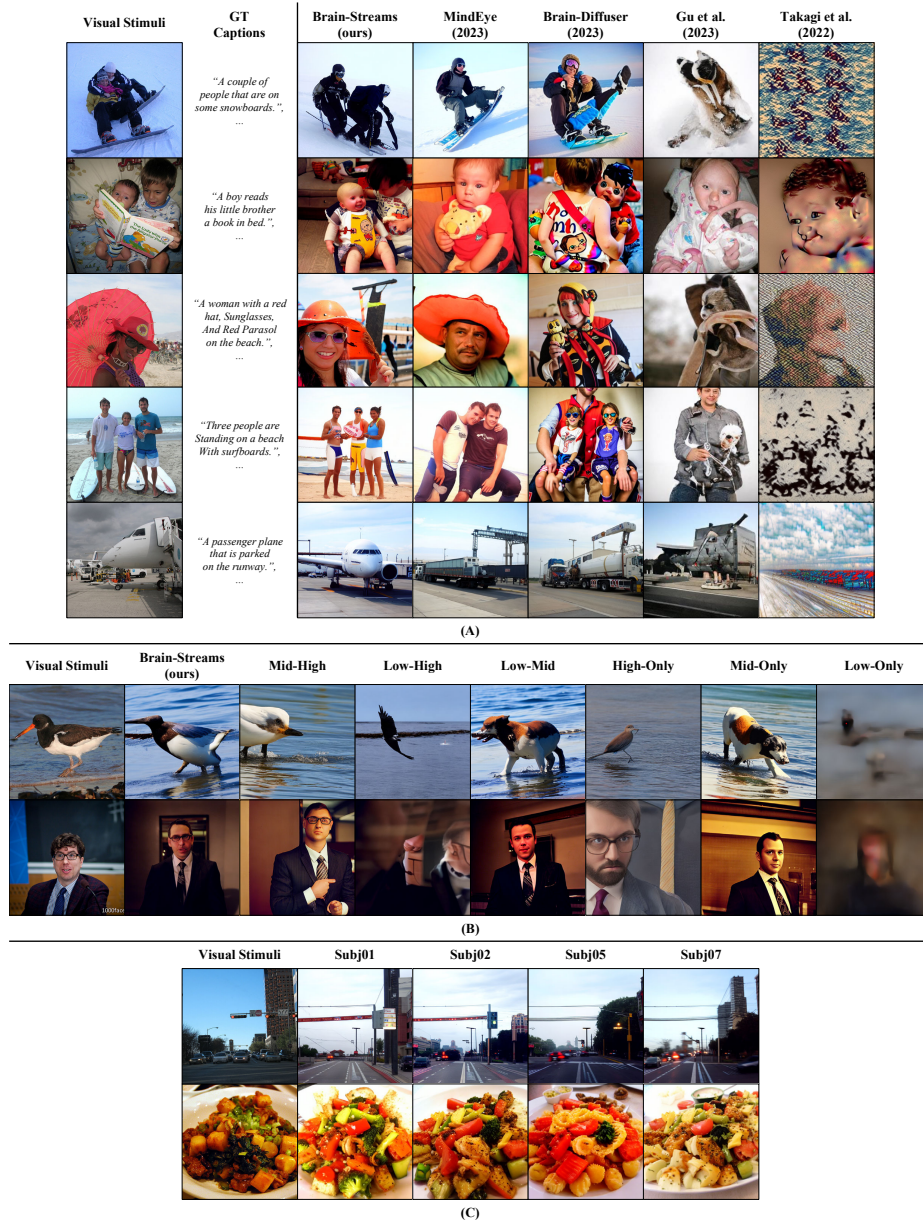 Visual Stimuli
GT
Captions
Brain-Streams
(ours)
MindEye
(2023)
Brain-Diffuser
(2023)
Gu et al.
(2023)
Takagi et al.
(2022)
“A couple of
people that are on
some snowboards.”,
...
“A boy reads
his little brother
a book in bed.”,
...
“A woman with a red
hat, Sunglasses,
And Red Parasol
on the beach.”,
...
“Three people are
Standing on a beach
With surfboards.”,
...
“A passenger plane
that is parked
on the runway.”,
...
(A)
Visual Stimuli
Brain-Streams
(ours)
Mid-High
Low-High
Low-Mid
High-Only
Mid-Only
Low-Only
1000face
(B)
Visual Stimuli
Subj01
Subj02
Subj05
Subj07
(C)